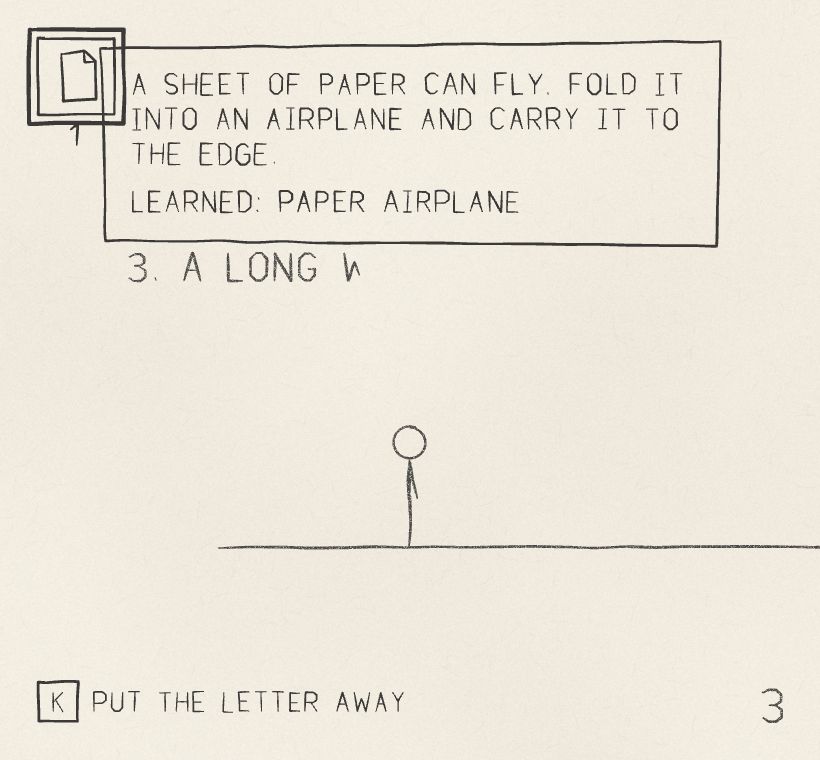 A SHEET OF PAPER CAN FLY. FOLD IT
INTO AN AIRPLANE AND CARRY IT TO
THE EDGE.
LEARNED: PAPER AIRPLANE
3. A LONG
K PUT THE LETTER AWAY
3